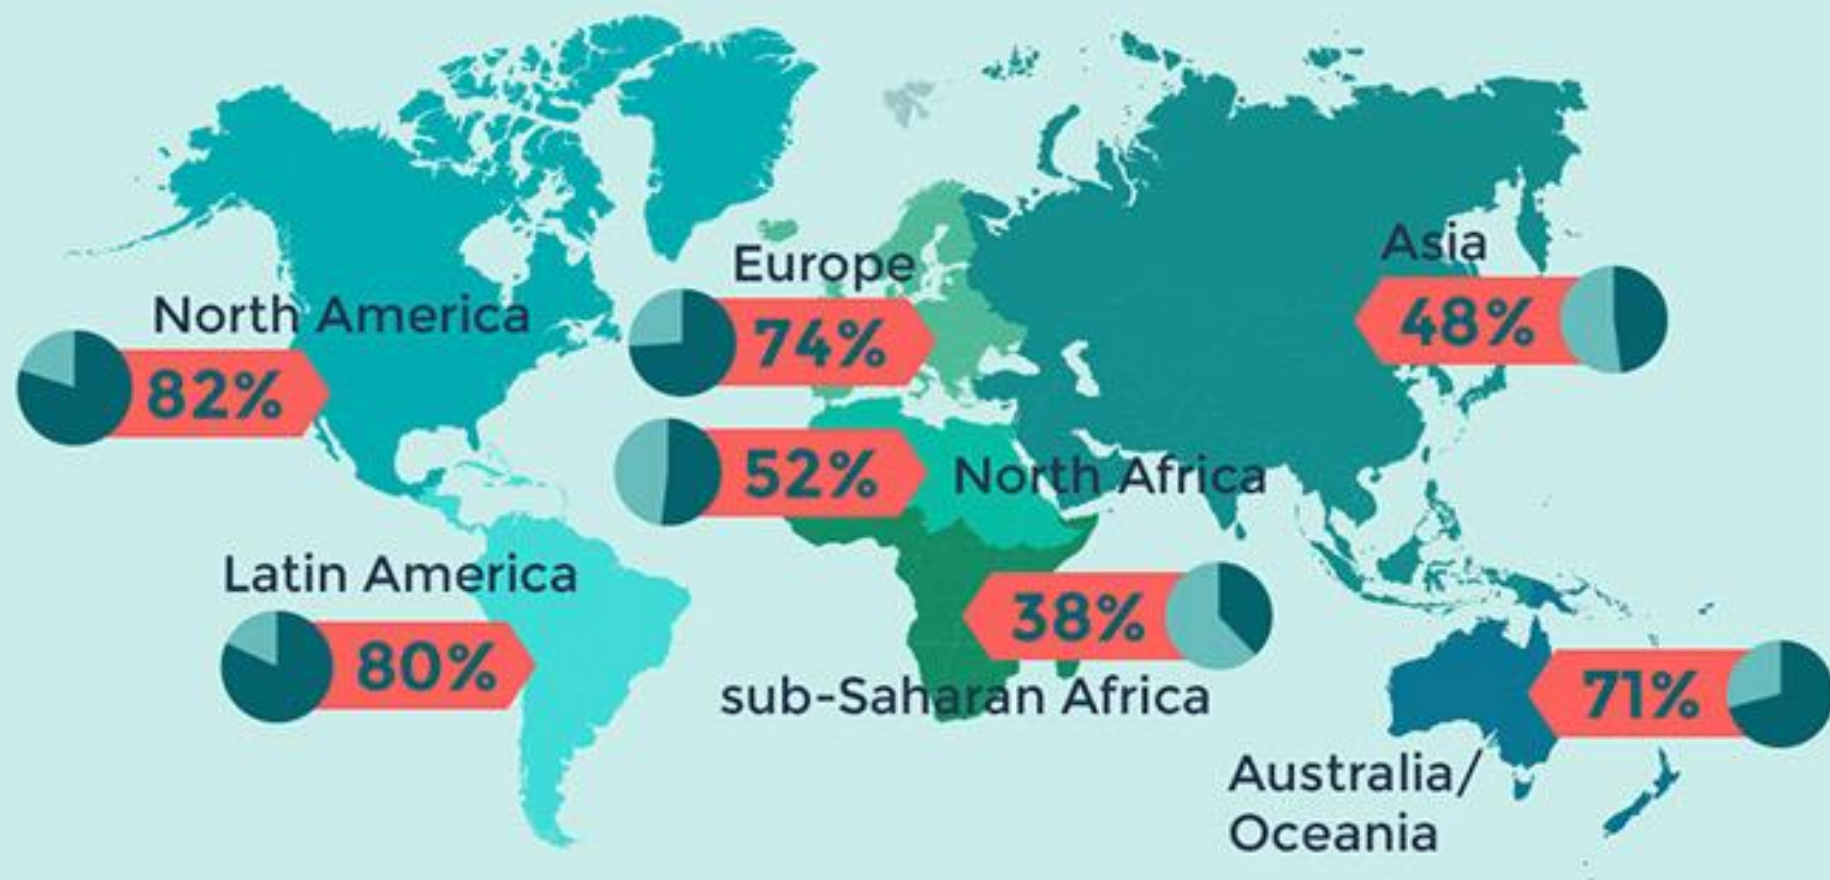 Europe
74%
Asia
48%
North America
82%
52%
North Africa
Latin America
80%
38%
sub-Saharan Africa
71%
Australia/
Oceania